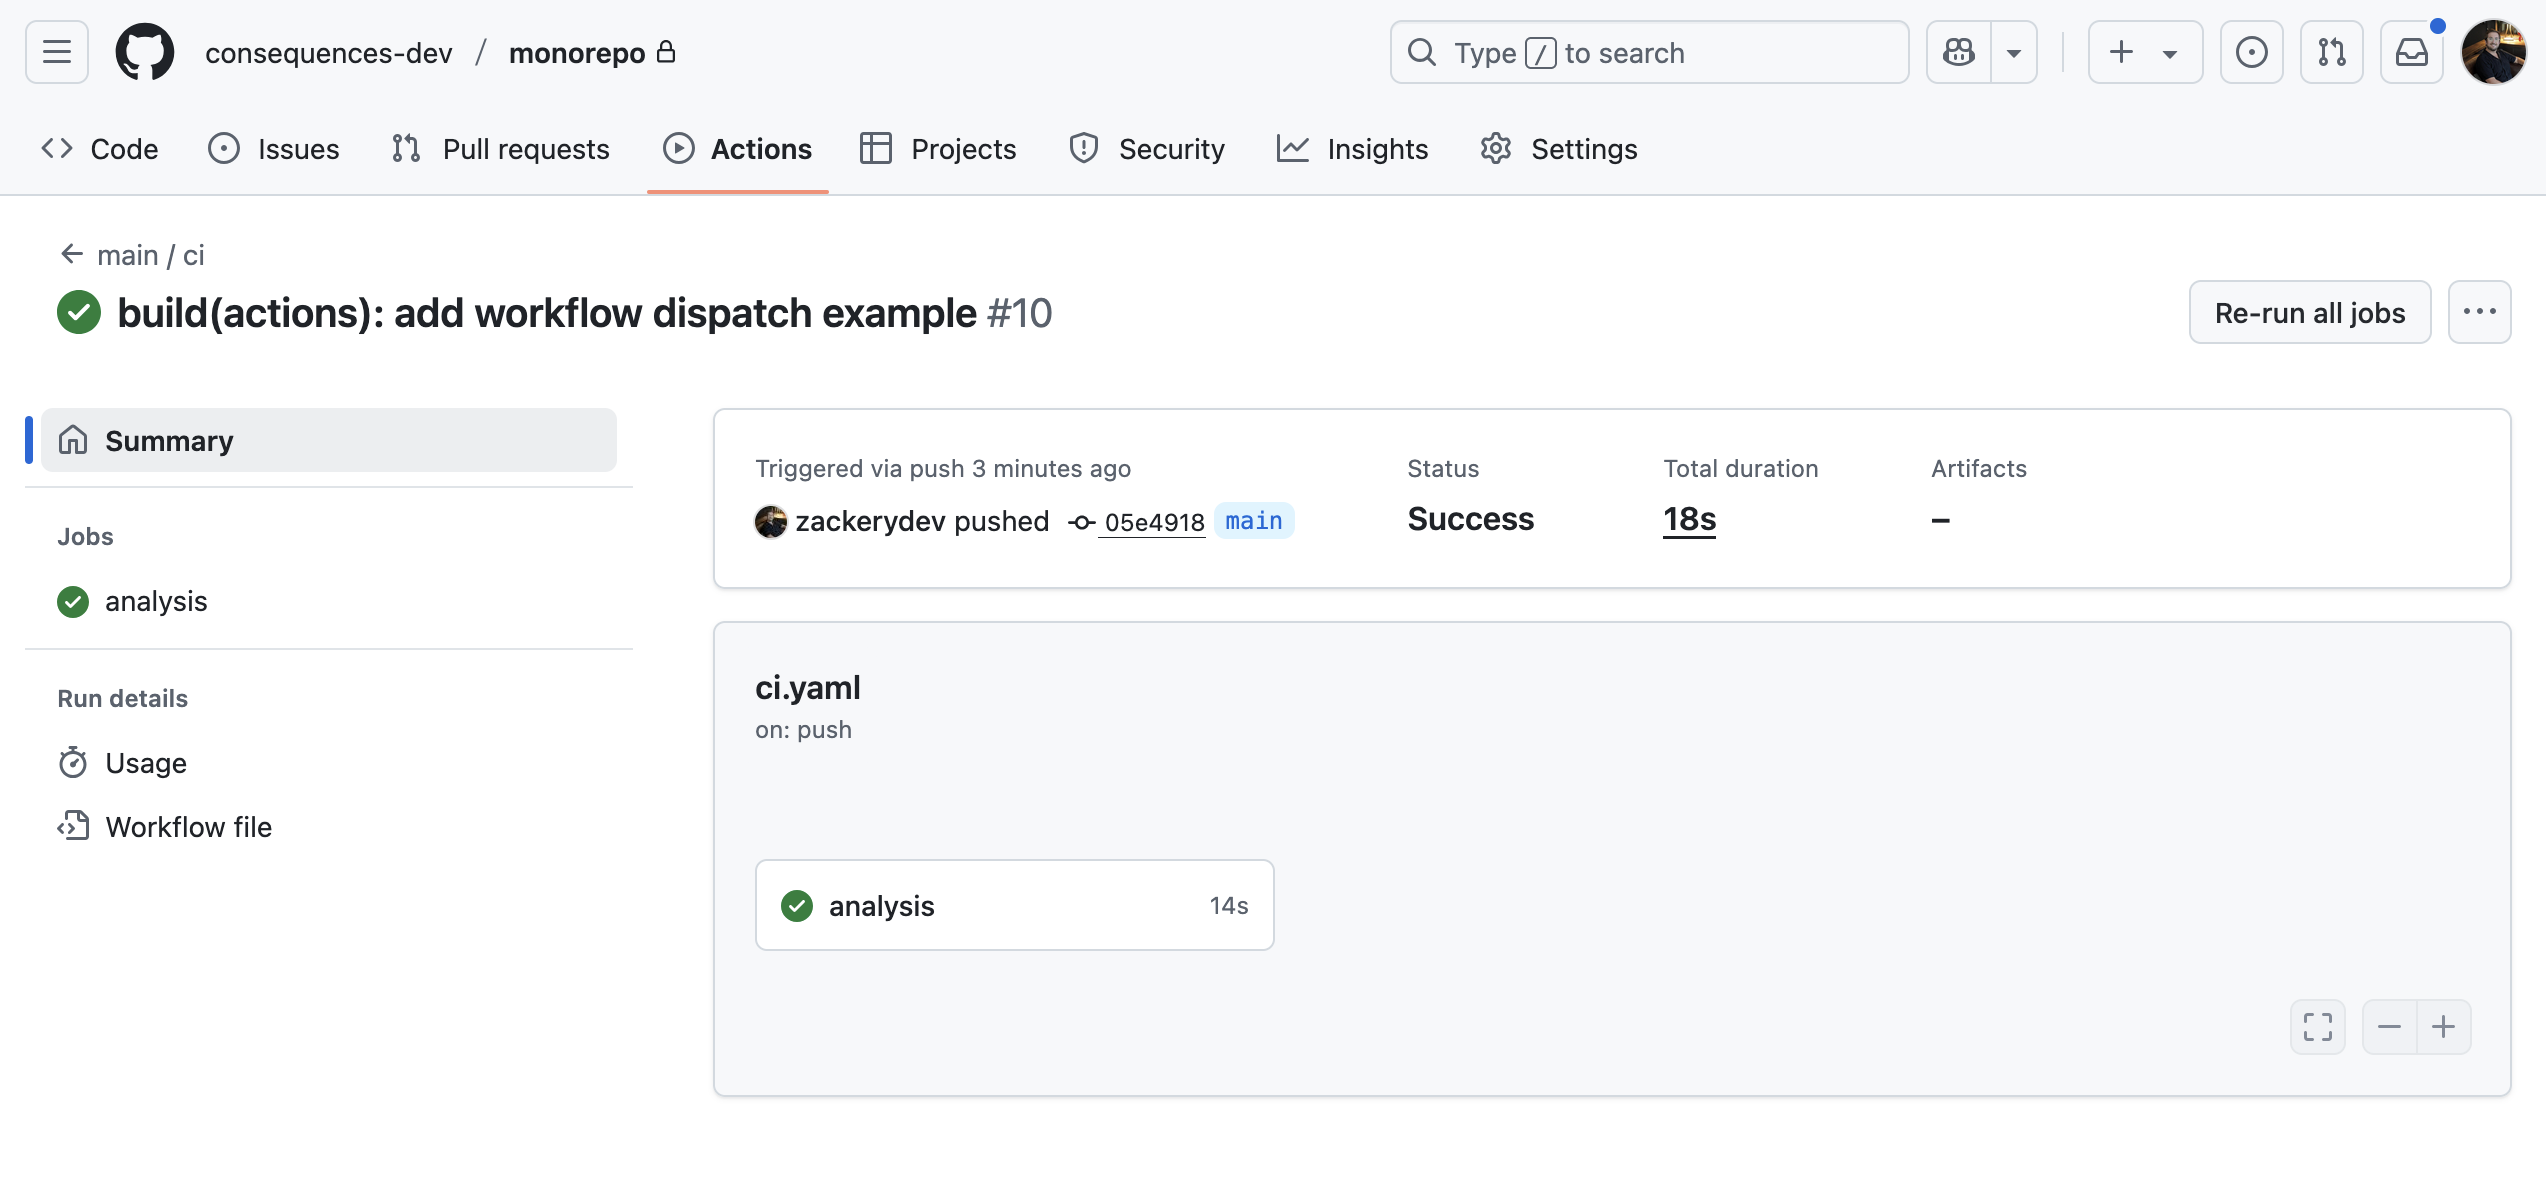 consequences-dev / monorepo
Type / to search
Code Issues Pull requests Actions Projects Security Insights Settings
main / ci
build(actions): add workflow dispatch example #10
Re-run all jobs
Summary
Jobs
analysis
Run details
Usage
Workflow file
Triggered via push 3 minutes ago
zackerydev pushed 05e4918 main
Status
Success
Total duration
18s
Artifacts
–
ci.yaml
on: push
analysis 14s